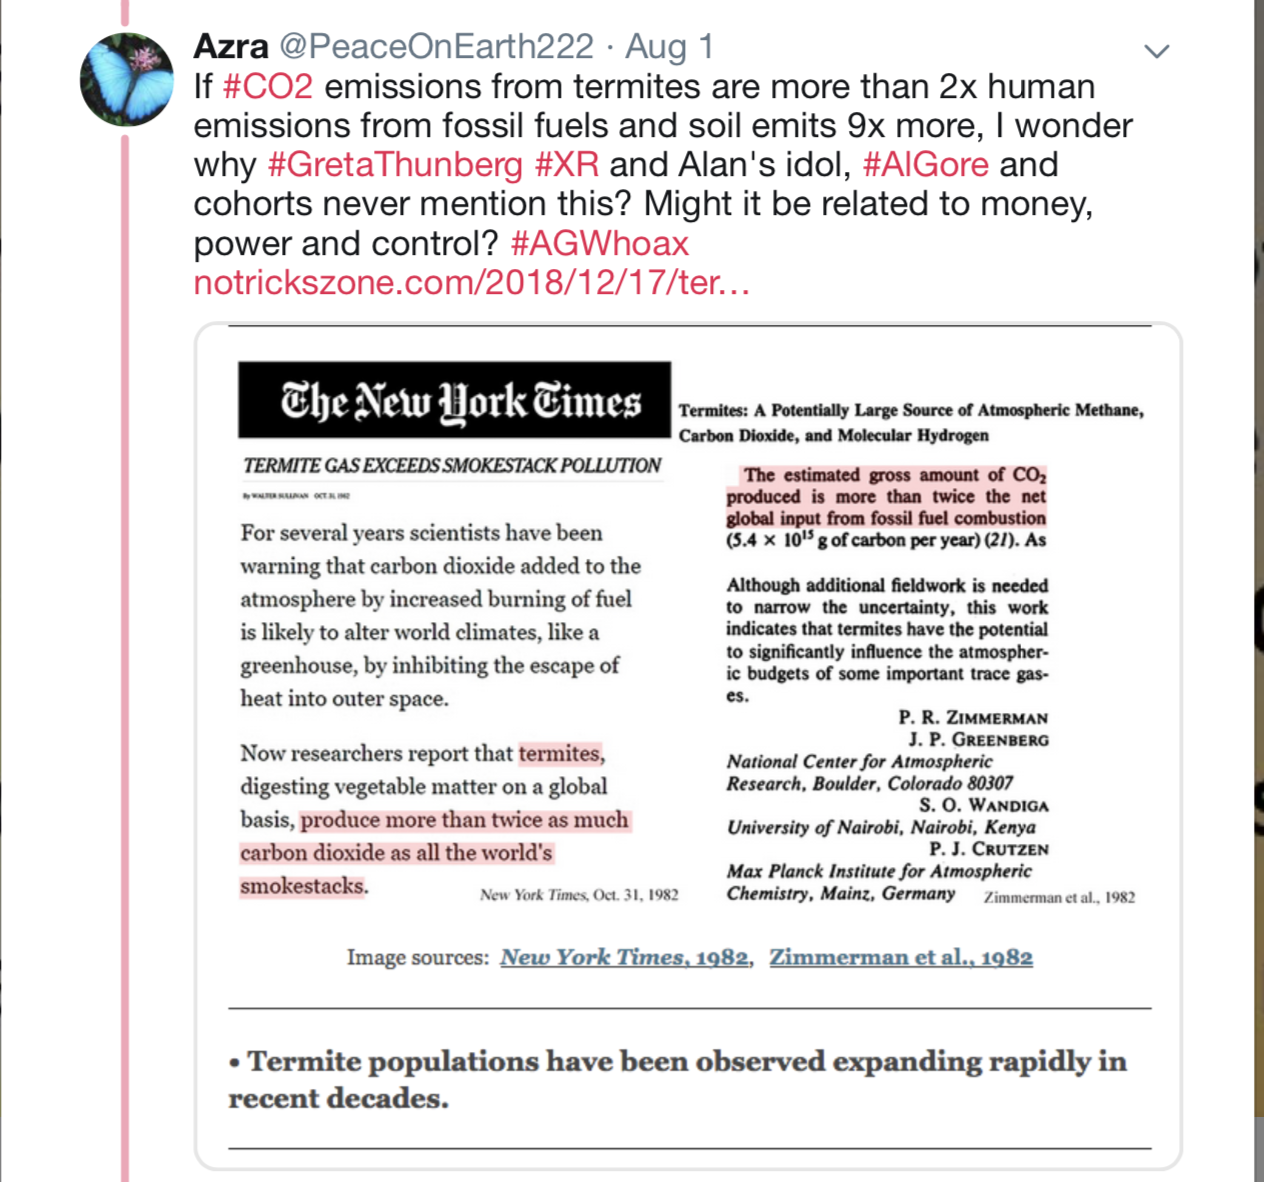 Azra @PeaceOnEarth222 · Aug 1
If #CO2 emissions from termites are more than 2x human
emissions from fossil fuels and soil emits 9x more, I wonder
why #GretaThunberg #XR and Alan's idol, #AlGore and
cohorts never mention this? Might it be related to money,
power and control? #AGWhoax
notrickszone.com/2018/12/17/ter...
The New York Times
TERMITE GAS EXCEEDS SMOKESTACK POLLUTION
By WALTER SULLIVAN OCT. 31, 1982
For several years scientists have been
warning that carbon dioxide added to the
atmosphere by increased burning of fuel
is likely to alter world climates, like a
greenhouse, by inhibiting the escape of
heat into outer space.
Now researchers report that termites,
digesting vegetable matter on a global
basis, produce more than twice as much
carbon dioxide as all the world's
smokestacks.
New York Times, Oct. 31, 1982
Termites: A Potentially Large Source of Atmospheric Methane,
Carbon Dioxide, and Molecular Hydrogen
The estimated gross amount of CO₂
produced is more than twice the net
global input from fossil fuel combustion
(5.4 × 10¹⁵ g of carbon per year) (21). As
Although additional fieldwork is needed
to narrow the uncertainty, this work
indicates that termites have the potential
to significantly influence the atmospher-
ic budgets of some important trace gas-
es.
P. R. ZIMMERMAN
J. P. GREENBERG
National Center for Atmospheric
Research, Boulder, Colorado 80307
S. O. WANDIGA
University of Nairobi, Nairobi, Kenya
P. J. CRUTZEN
Max Planck Institute for Atmospheric
Chemistry, Mainz, Germany
Zimmerman et al., 1982
Image sources: New York Times, 1982, Zimmerman et al., 1982
• Termite populations have been observed expanding rapidly in
recent decades.